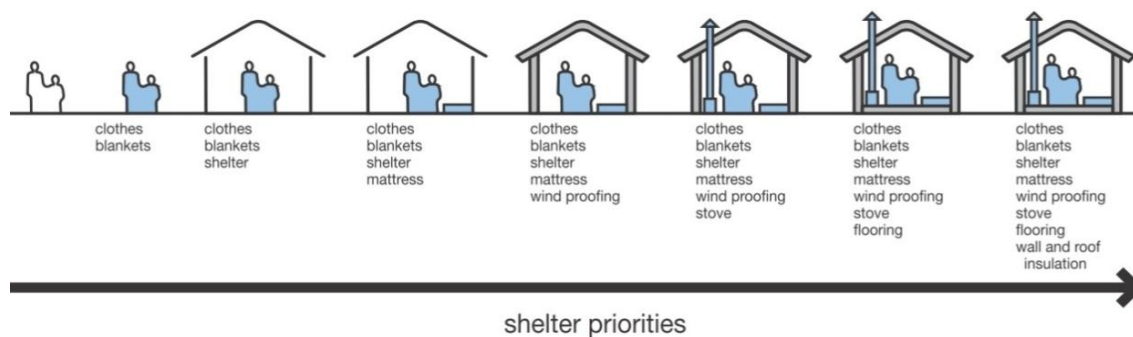 clothes
blankets
clothes
blankets
shelter
clothes
blankets
shelter
mattress
clothes
blankets
shelter
mattress
wind proofing
clothes
blankets
shelter
mattress
wind proofing
stove
clothes
blankets
shelter
mattress
wind proofing
stove
flooring
clothes
blankets
shelter
mattress
wind proofing
stove
flooring
wall and roof
insulation
shelter priorities